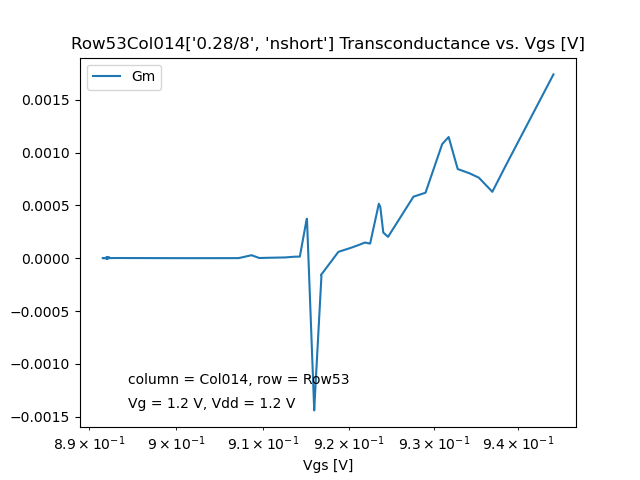 Row53Col014['0.28/8', 'nshort'] Transconductance vs. Vgs [V]
Gm
0.0015
0.0010
0.0005
0.0000
−0.0005
−0.0010
−0.0015
column = Col014, row = Row53
Vg = 1.2 V, Vdd = 1.2 V
8.9 × 10⁻¹ 9 × 10⁻¹ 9.1 × 10⁻¹ 9.2 × 10⁻¹ 9.3 × 10⁻¹ 9.4 × 10⁻¹
Vgs [V]